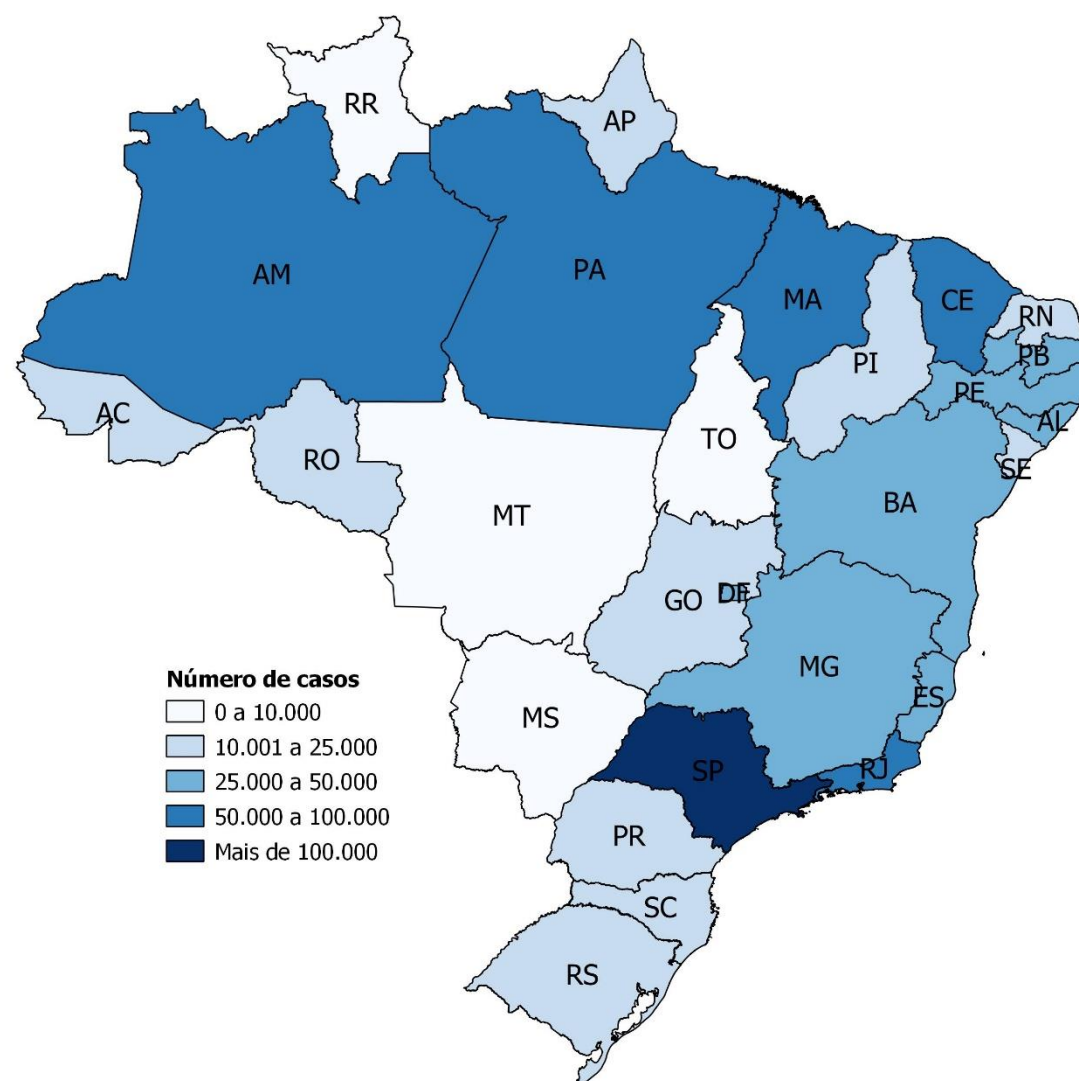 RR
AP
AM
PA
MA
CE
RN
PB
PI
PE
AC
AL
TO
RO
SE
BA
MT
DF
GO
MG
ES
MS
SP
RJ
PR
SC
RS
Número de casos
0 a 10.000
10.001 a 25.000
25.000 a 50.000
50.000 a 100.000
Mais de 100.000